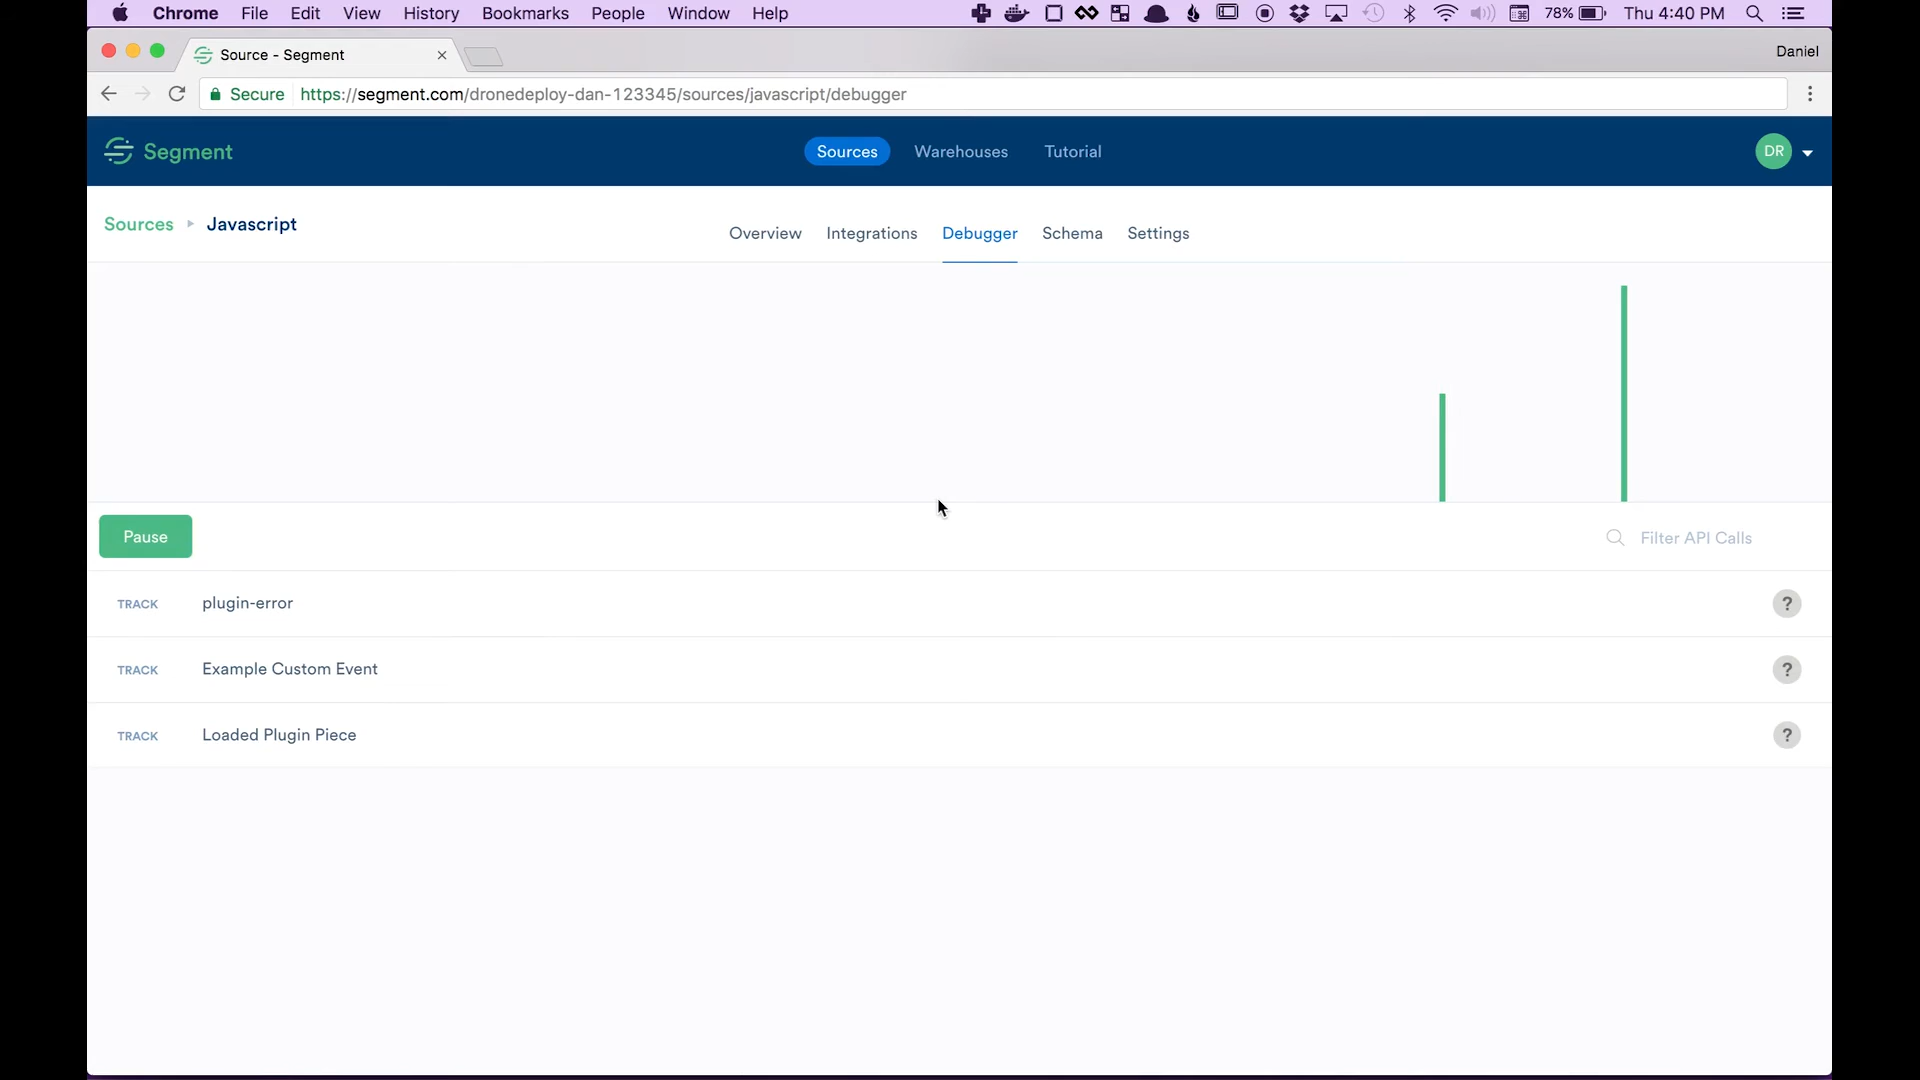 Chrome File Edit View History Bookmarks People Window Help 78% Thu 4:40 PM
Source - Segment Daniel
Secure https://segment.com/dronedeploy-dan-123345/sources/javascript/debugger
Segment Sources Warehouses Tutorial DR
Sources Javascript Overview Integrations Debugger Schema Settings
Pause Filter API Calls
TRACK plugin-error ?
TRACK Example Custom Event ?
TRACK Loaded Plugin Piece ?